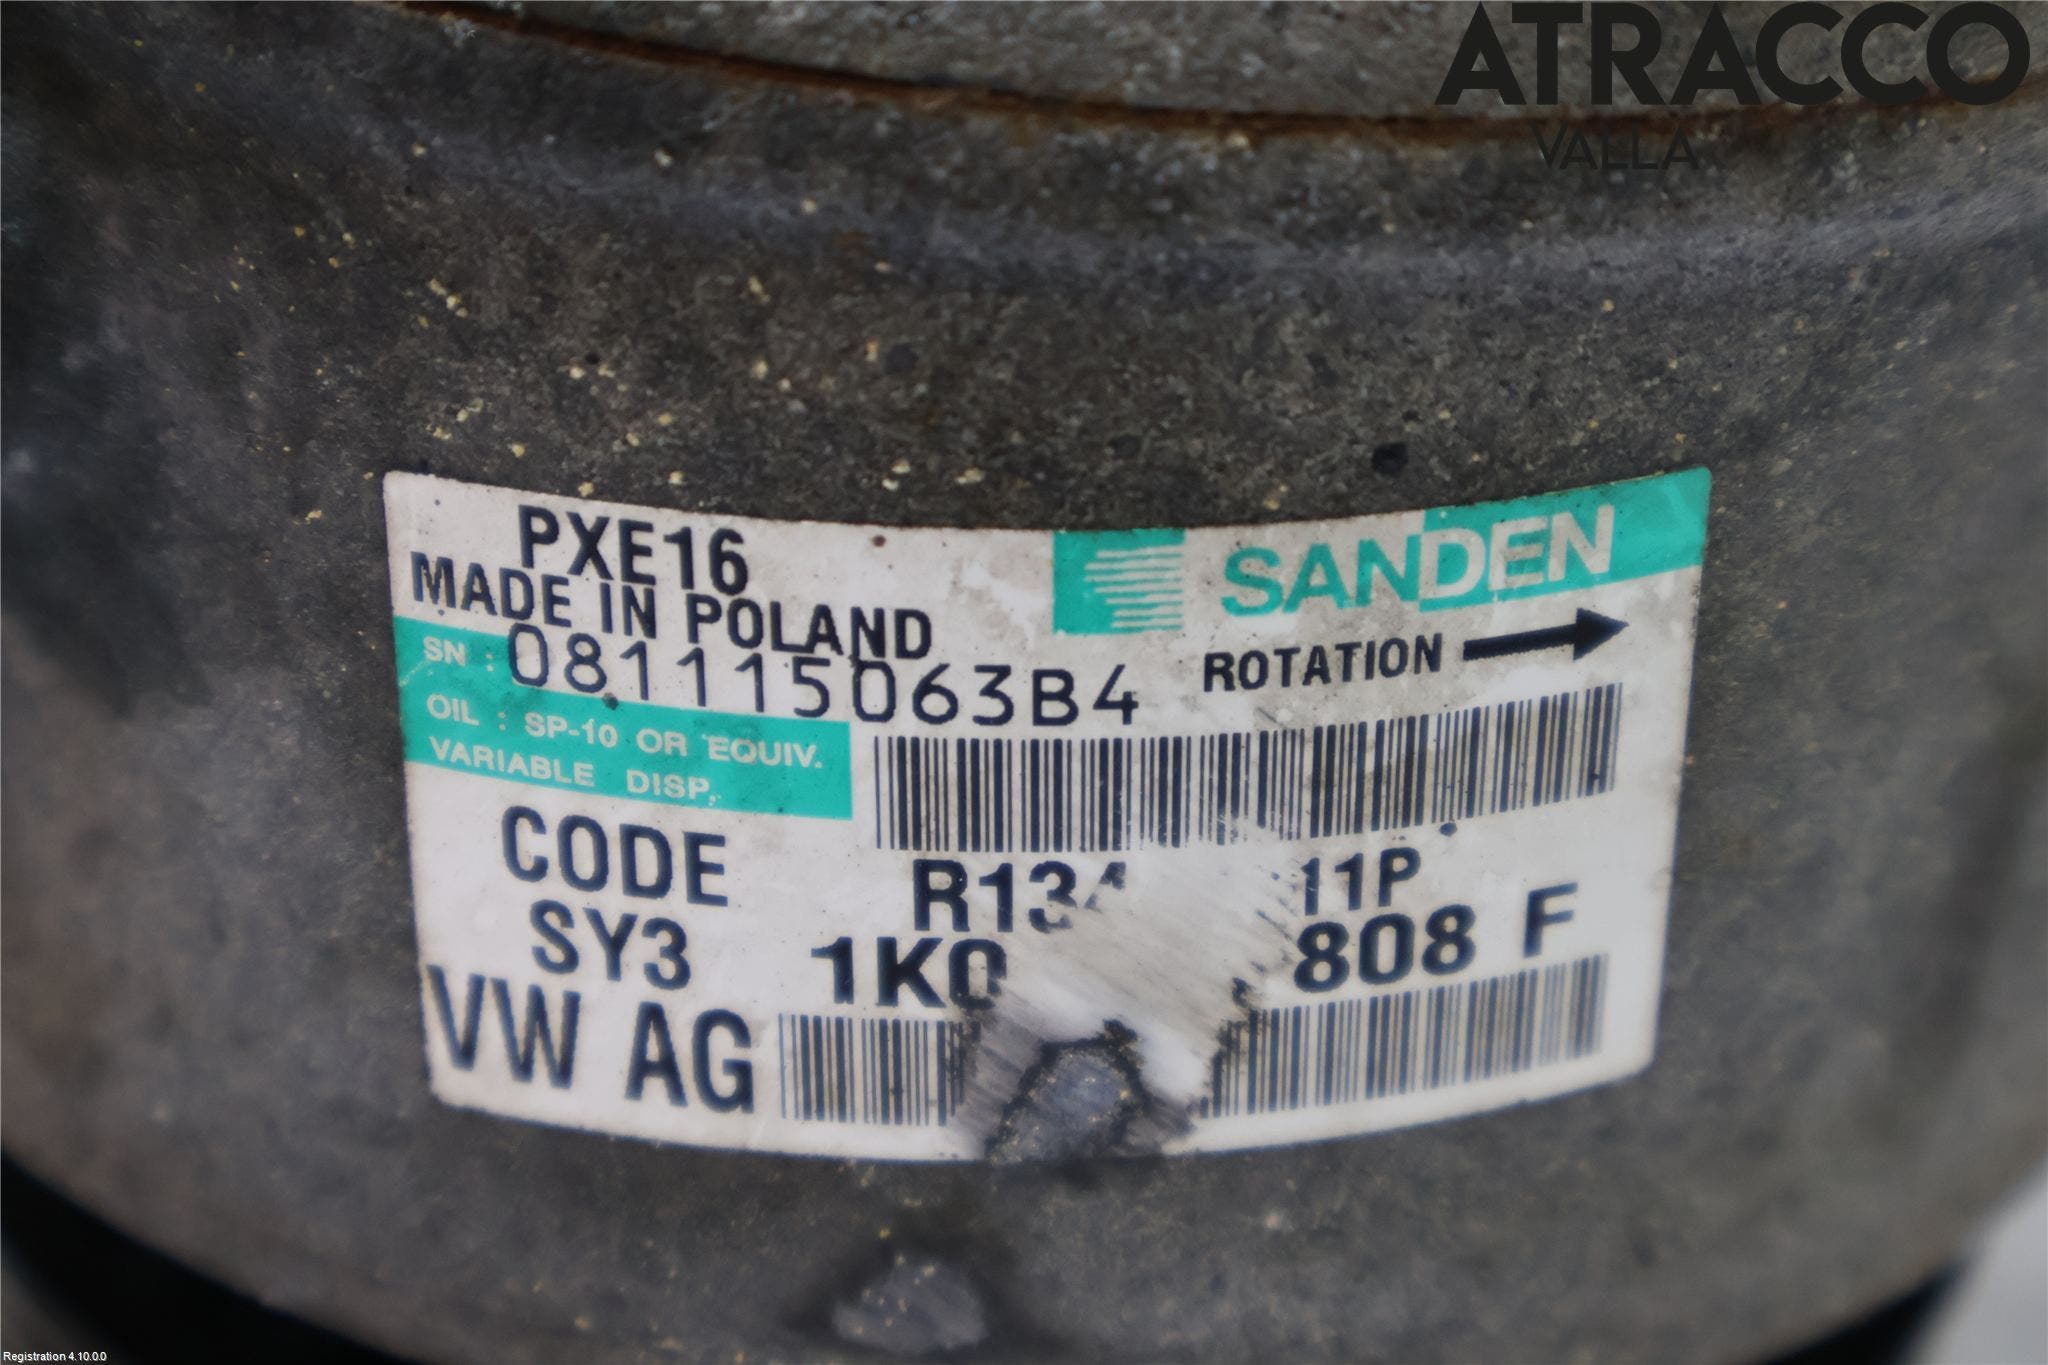 ATRACCO
VALLA
PXE16
SANDEN
MADE IN POLAND
ROTATION
SN : 081115063B4
OIL : SP-10 OR EQUIV.
VARIABLE DISP.
CODE
SY3
11P
1K0 808 F
VW AG
Registration 4.10.0.0